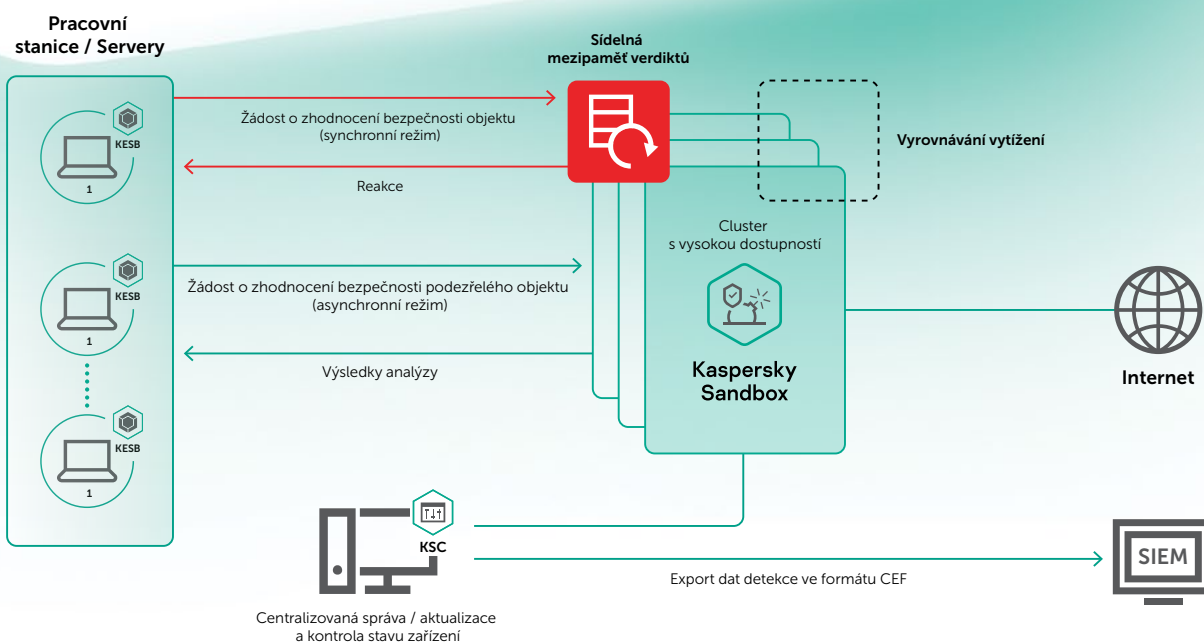 Pracovní
stanice / Servery
KESB
1
KESB
1
KESB
1
Žádost o zhodnocení bezpečnosti objektu
(synchronní režim)
Reakce
Žádost o zhodnocení bezpečnosti podezřelého objektu
(asynchronní režim)
Výsledky analýzy
Sídelná
mezipaměť verdiktů
Vyrovnávání vytížení
Cluster
s vysokou dostupností
Kaspersky
Sandbox
Internet
KSC
Centralizovaná správa / aktualizace
a kontrola stavu zařízení
Export dat detekce ve formátu CEF
SIEM